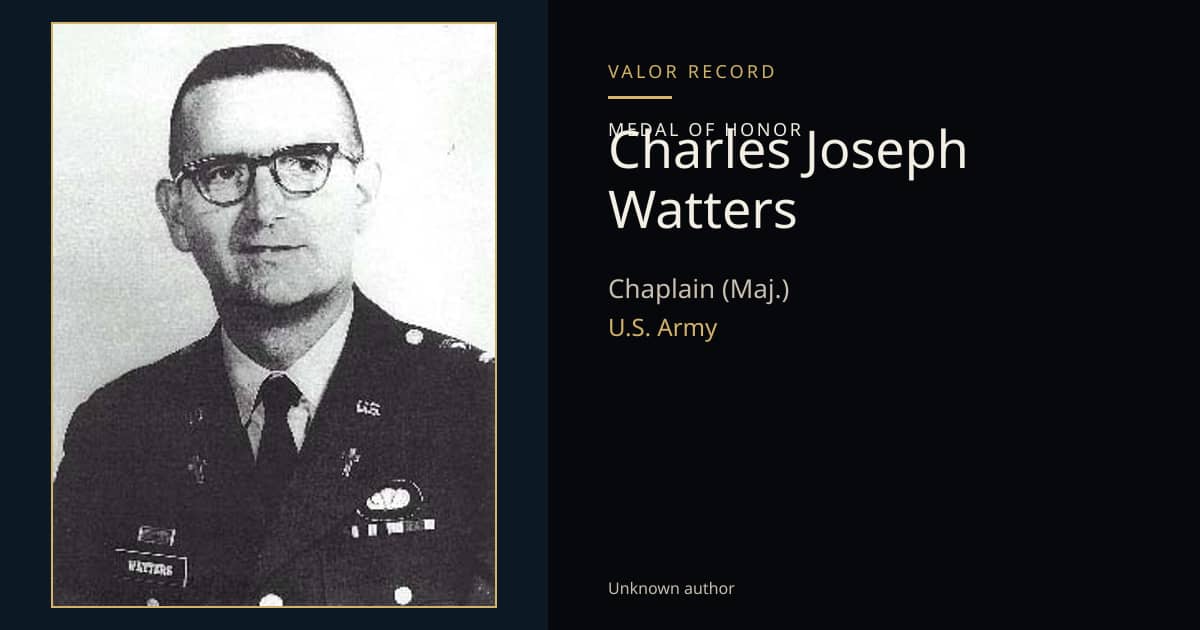 VALOR RECORD
MEDAL OF HONOR
Charles Joseph
Watters
Chaplain (Maj.)
U.S. Army
U.S.
WATTERS
Unknown author